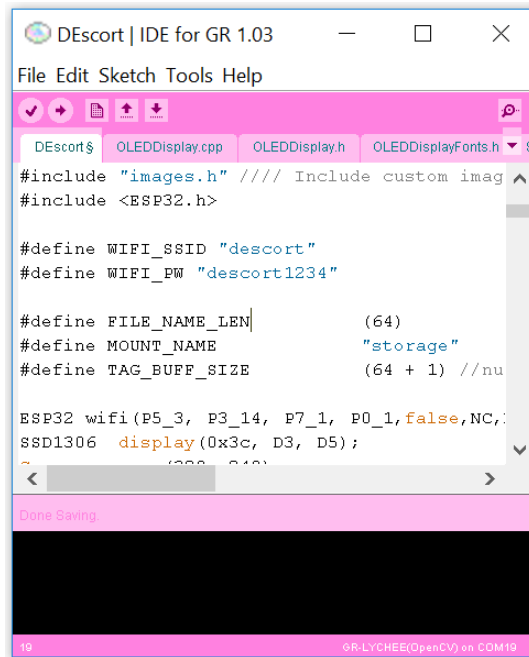 DEscort | IDE for GR 1.03
File Edit Sketch Tools Help
DEscort§ OLEDDisplay.cpp OLEDDisplay.h OLEDDisplayFonts.h
#include "images.h" //// Include custom imag
#include <ESP32.h>
#define WIFI_SSID "descort"
#define WIFI_PW "descort1234"
#define FILE_NAME_LEN (64)
#define MOUNT_NAME "storage"
#define TAG_BUFF_SIZE (64 + 1) //nu
ESP32 wifi(P5_3, P3_14, P7_1, P0_1,false,NC,
SSD1306 display(0x3c, D3, D5);
Done Saving.
19 GR-LYCHEE(OpenCV) on COM19